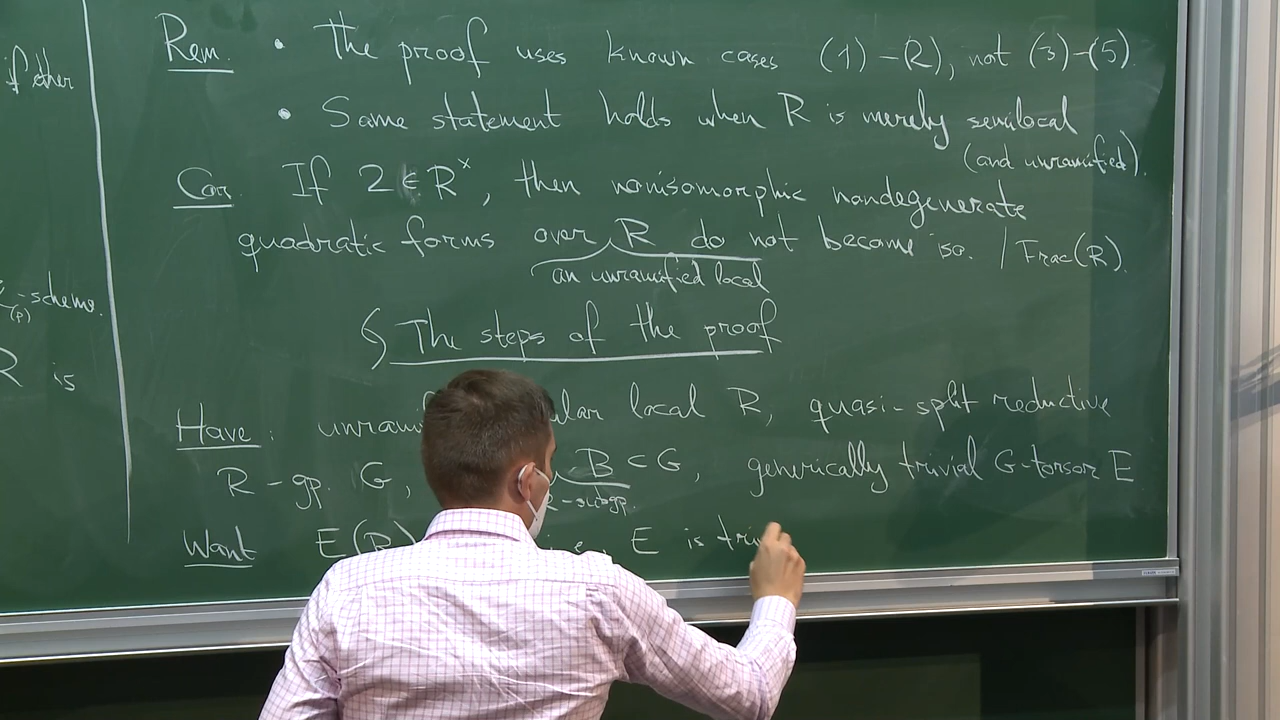 if other
-scheme.
(p)
R is
Rem. • The proof uses known cases (1)-(2), not (3)-(5).
• Same statement holds when R is merely semilocal
(and unramified).
Cor. If 2 ∈ R^×, then nonisomorphic nondegenerate
quadratic forms over R do not become iso. / Frac(R).
an unramified local
§ The steps of the proof
Have: local R, quasi-split reductive
R-gp. G, B ⊂ G, generically trivial G-torsor E
-subgp.
Want E(R) i.e. E is triv